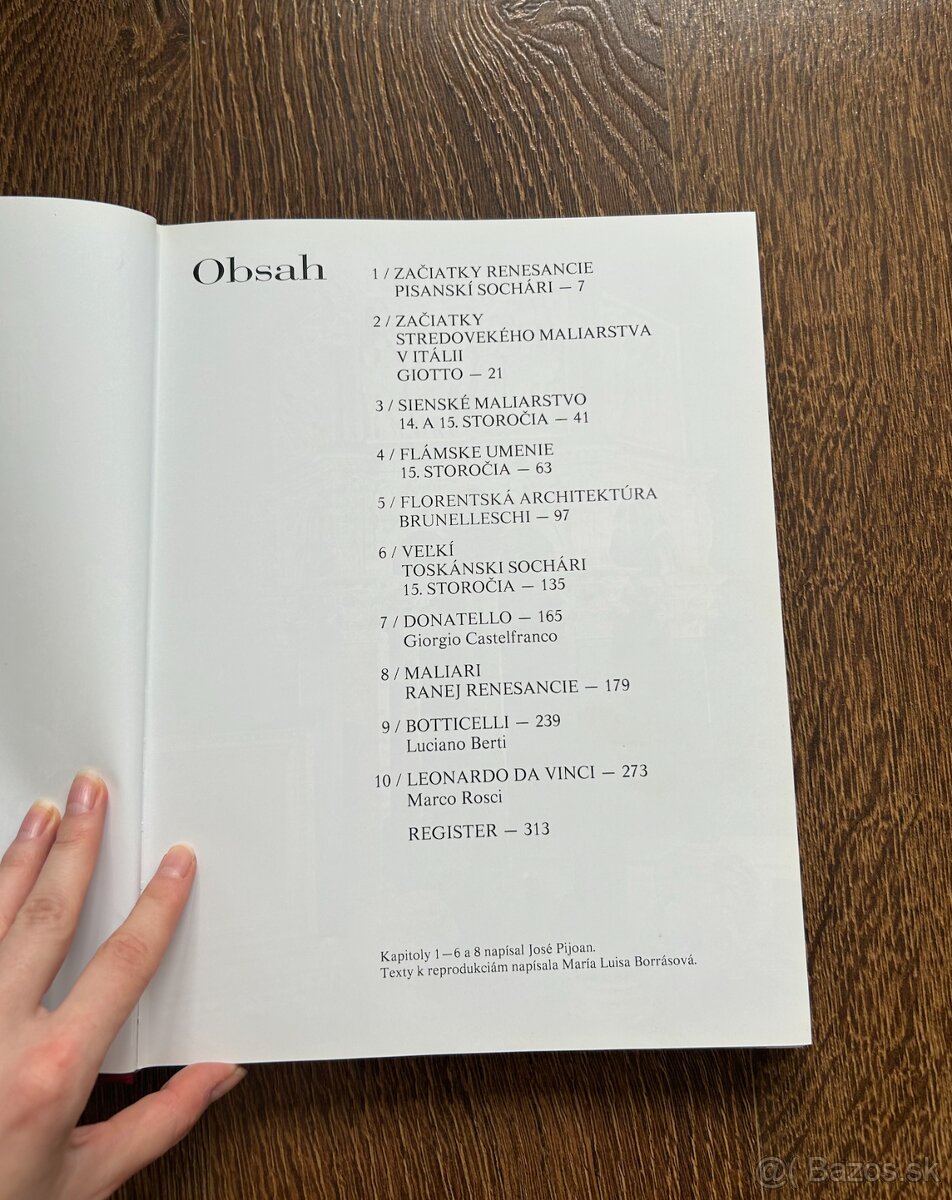 Obsah
1 / ZAČIATKY RENESANCIE
PISANSKÍ SOCHÁRI — 7
2 / ZAČIATKY
STREDOVEKÉHO MALIARSTVA
V ITÁLII
GIOTTO — 21
3 / SIENSKÉ MALIARSTVO
14. A 15. STOROČIA — 41
4 / FLÁMSKE UMENIE
15. STOROČIA — 63
5 / FLORENTSKÁ ARCHITEKTÚRA
BRUNELLESCHI — 97
6 / VEĽKÍ
TOSKÁNSKI SOCHÁRI
15. STOROČIA — 135
7 / DONATELLO — 165
Giorgio Castelfranco
8 / MALIARI
RANEJ RENESANCIE — 179
9 / BOTTICELLI — 239
Luciano Berti
10 / LEONARDO DA VINCI — 273
Marco Rosci
REGISTER — 313
Kapitoly 1—6 a 8 napísal José Pijoan.
Texty k reprodukciám napísala María Luisa Borrásová.
Bazos.sk